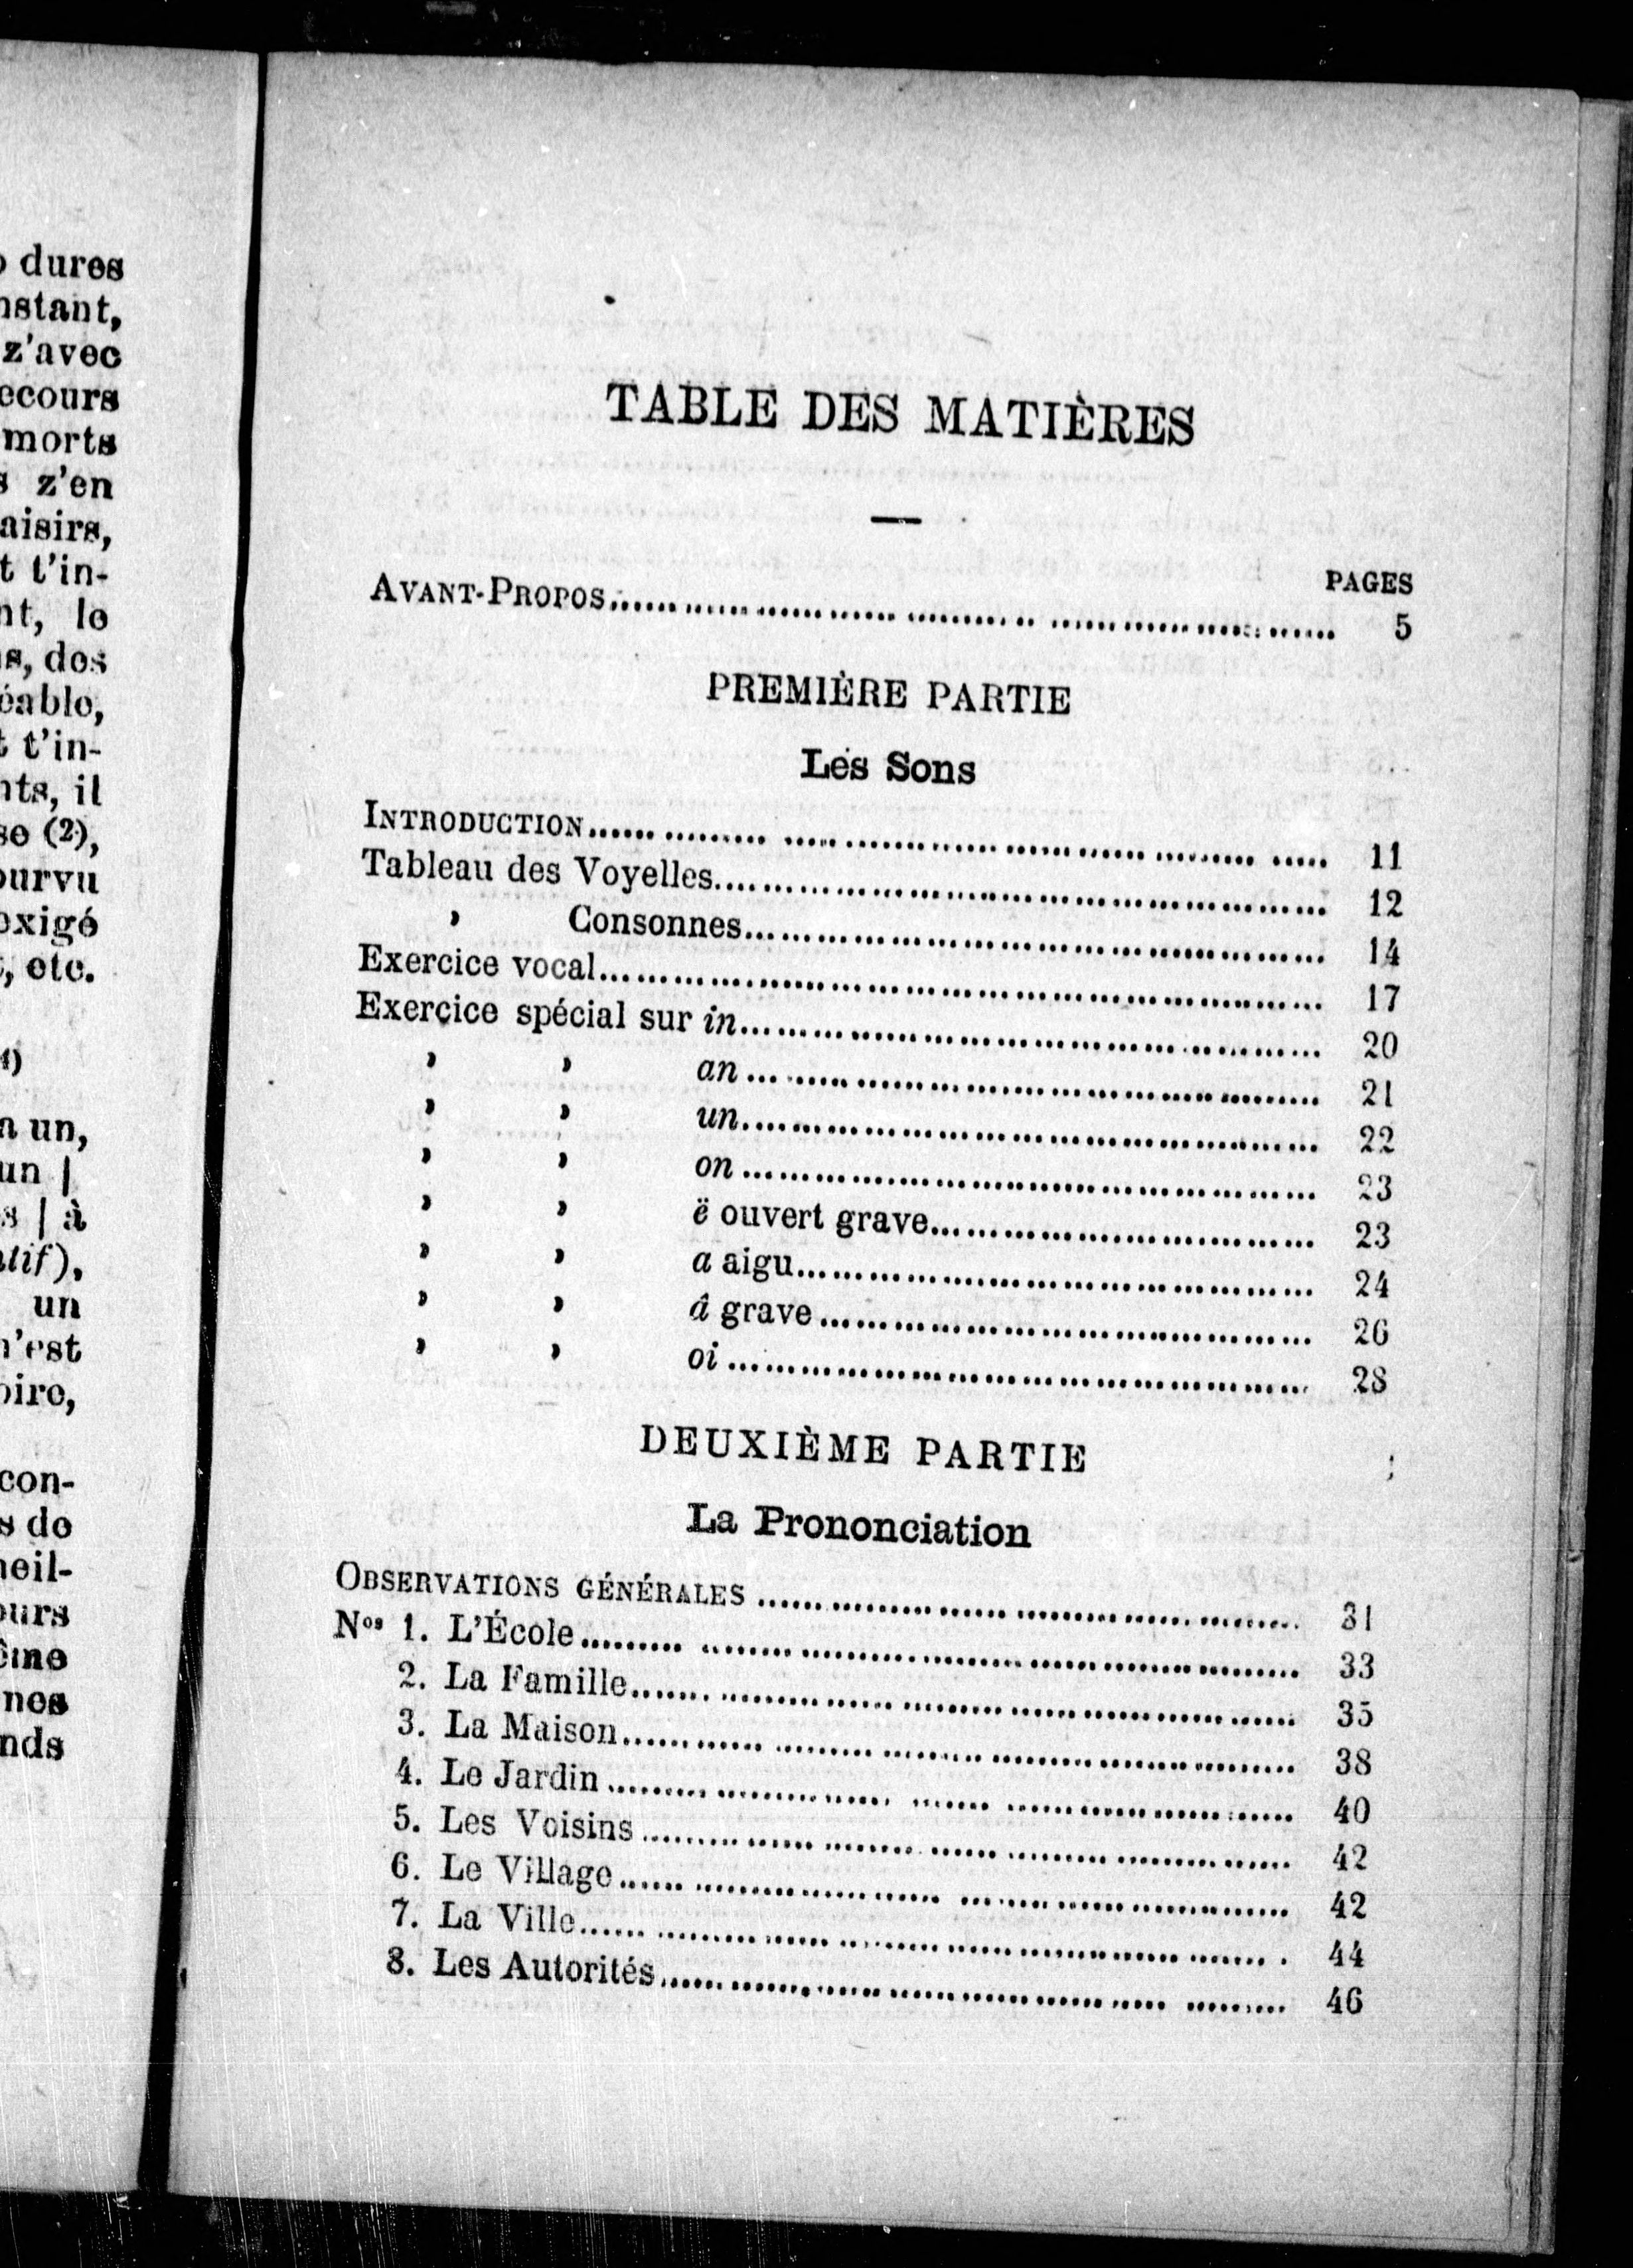 dures
nstant,
z'avec
ecours
morts
z'en
aisirs,
t t'in-
nt, le
s, des
éable,
t t'in-
nts, il
se (2),
ourvu
exigé
, etc.
1)
a un,
un |
s | à
atif),
un
n'est
oire,
con-
s de
neil-
ours
ême
nes
nds
TABLE DES MATIÈRES
PAGES
AVANT-PROPOS........ 5
PREMIÈRE PARTIE
Les Sons
INTRODUCTION........ 11
Tableau des Voyelles........ 12
› Consonnes........ 14
Exercice vocal........ 17
Exercice spécial sur in........ 20
› › an........ 21
› › un........ 22
› › on........ 23
› › ë ouvert grave........ 23
› › a aigu........ 24
› › â grave........ 26
› › oi........ 28
DEUXIÈME PARTIE
La Prononciation
OBSERVATIONS GÉNÉRALES........ 31
Nos 1. L'École........ 33
2. La Famille........ 35
3. La Maison........ 38
4. Le Jardin........ 40
5. Les Voisins........ 42
6. Le Village........ 42
7. La Ville........ 44
8. Les Autorités........ 46